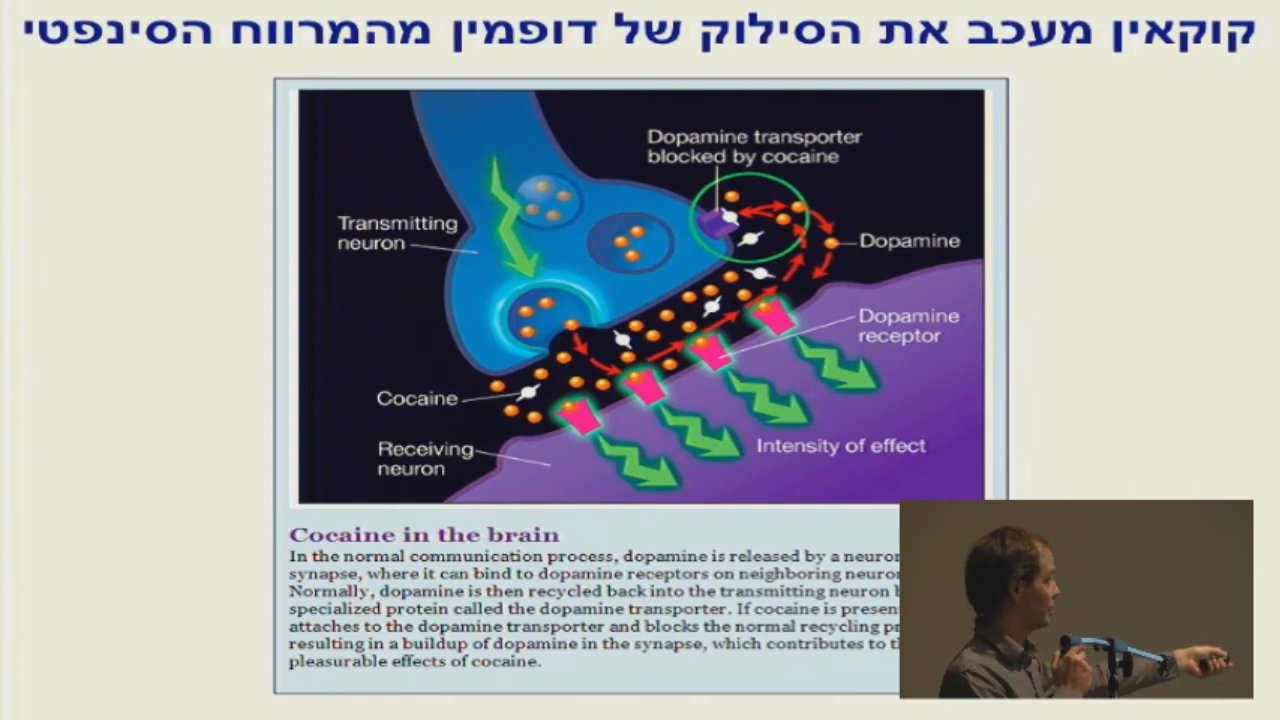 קוקאין מעכב את הסילוק של דופמין מהמרווח הסינפטי
Dopamine transporter
blocked by cocaine
Transmitting
neuron
Dopamine
Dopamine
receptor
Cocaine
Receiving
neuron
Intensity of effect
Cocaine in the brain
In the normal communication process, dopamine is released by a neuron
synapse, where it can bind to dopamine receptors on neighboring
Normally, dopamine is then recycled back into the transmitting neuron
specialized protein called the dopamine transporter. If cocaine is
attaches to the dopamine transporter and blocks the normal recycling
resulting in a buildup of dopamine in the synapse, which contributes to
pleasurable effects of cocaine.